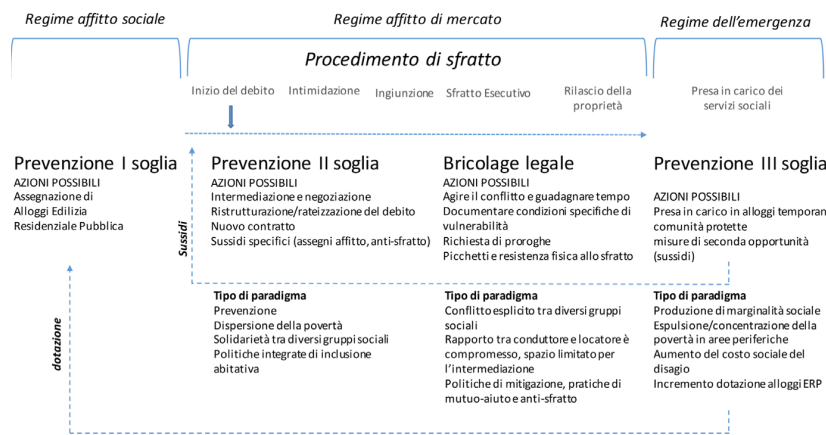 Regime affitto sociale
Regime affitto di mercato
Regime dell'emergenza
Procedimento di sfratto
Inizio del debito
Intimidazione
Ingiunzione
Sfratto Esecutivo
Rilascio della
proprietà
Presa in carico dei
servizi sociali
Prevenzione I soglia
AZIONI POSSIBILI
Assegnazione di
Alloggi Edilizia
Residenziale Pubblica
Prevenzione II soglia
AZIONI POSSIBILI
Intermediazione e negoziazione
Ristrutturazione/rateizzazione del debito
Nuovo contratto
Sussidi specifici (assegni affitto, anti-sfratto)
Bricolage legale
AZIONI POSSIBILI
Agire il conflitto e guadagnare tempo
Documentare condizioni specifiche di
vulnerabilità
Richiesta di proroghe
Picchetti e resistenza fisica allo sfratto
Prevenzione III soglia
AZIONI POSSIBILI
Presa in carico in alloggi temporan
comunità protette
misure di seconda opportunità
(sussidi)
Sussidi
Tipo di paradigma
Prevenzione
Dispersione della povertà
Solidarietà tra diversi gruppi sociali
Politiche integrate di inclusione
abitativa
Tipo di paradigma
Conflitto esplicito tra diversi gruppi
sociali
Rapporto tra conduttore e locatore è
compromesso, spazio limitato per
l'intermediazione
Politiche di mitigazione, pratiche di
mutuo-aiuto e anti-sfratto
Tipo di paradigma
Produzione di marginalità sociale
Espulsione/concentrazione della
povertà in aree periferiche
Aumento del costo sociale del
disagio
Incremento dotazione alloggi ERP
dotazione